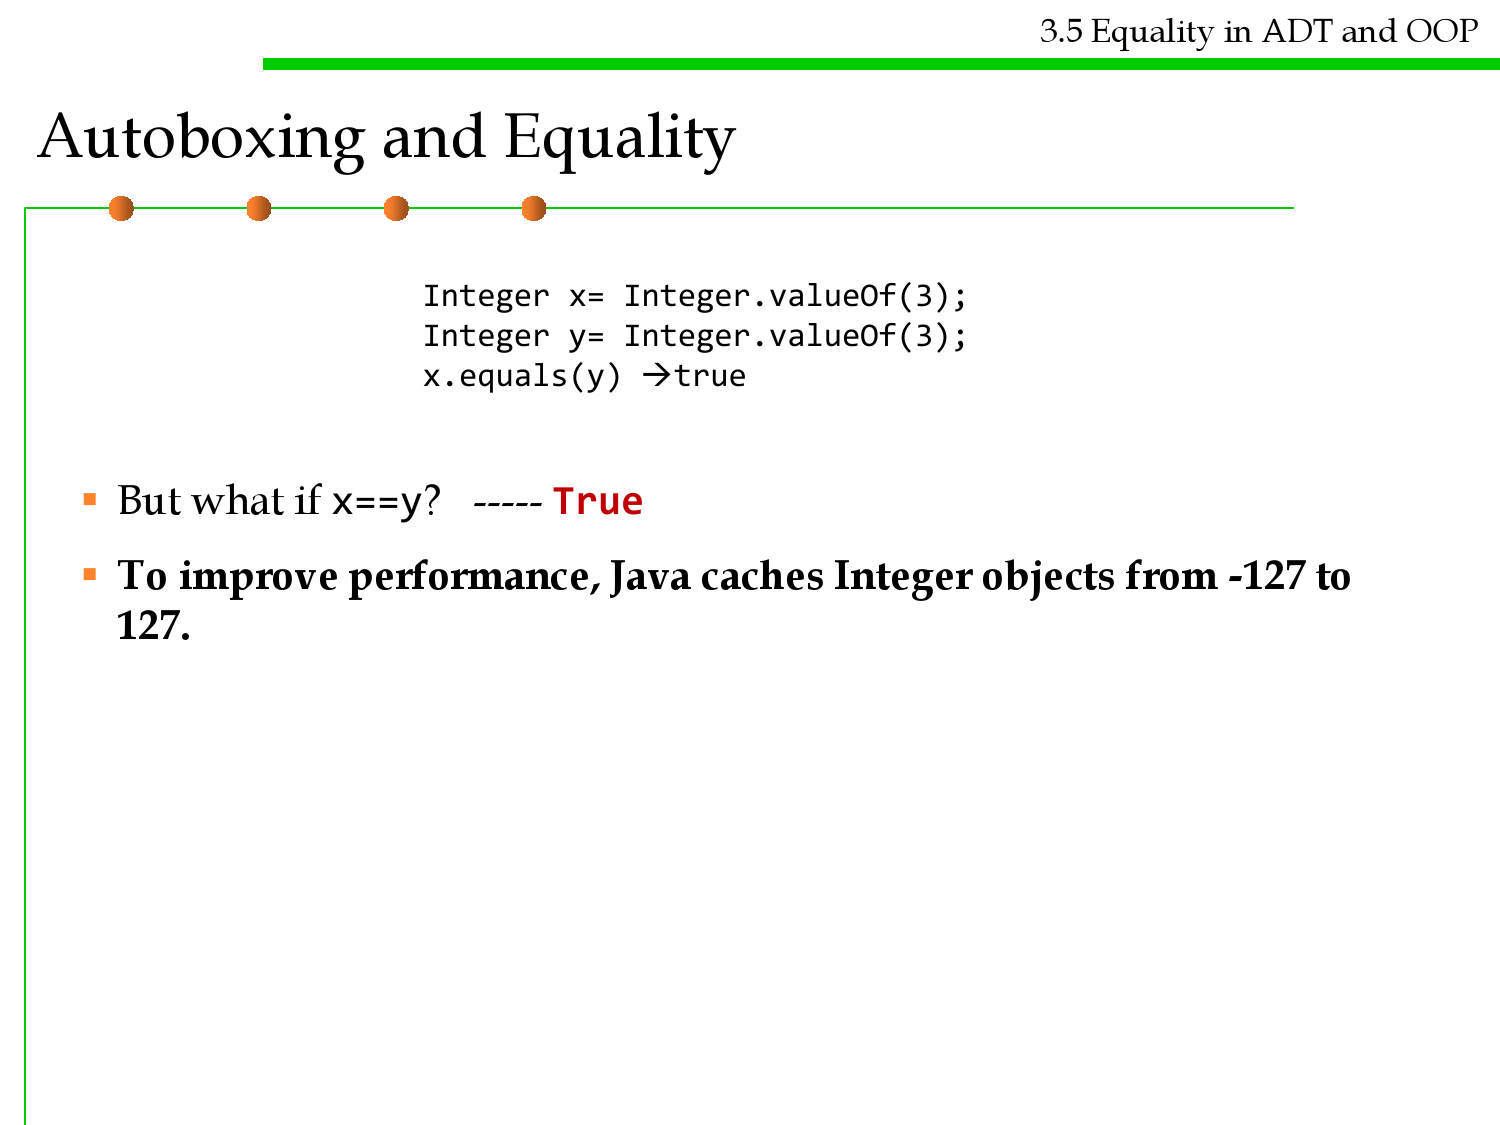 3.5 Equality in ADT and OOP
Autoboxing and Equality
Integer x= Integer.valueOf(3);
Integer y= Integer.valueOf(3);
x.equals(y) →true
▪ But what if x==y? ----- True
▪ To improve performance, Java caches Integer objects from -127 to
127.